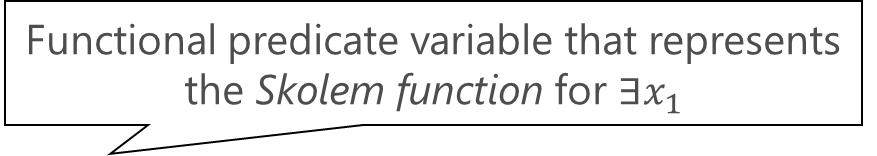 Functional predicate variable that represents
the Skolem function for ∃𝑥₁